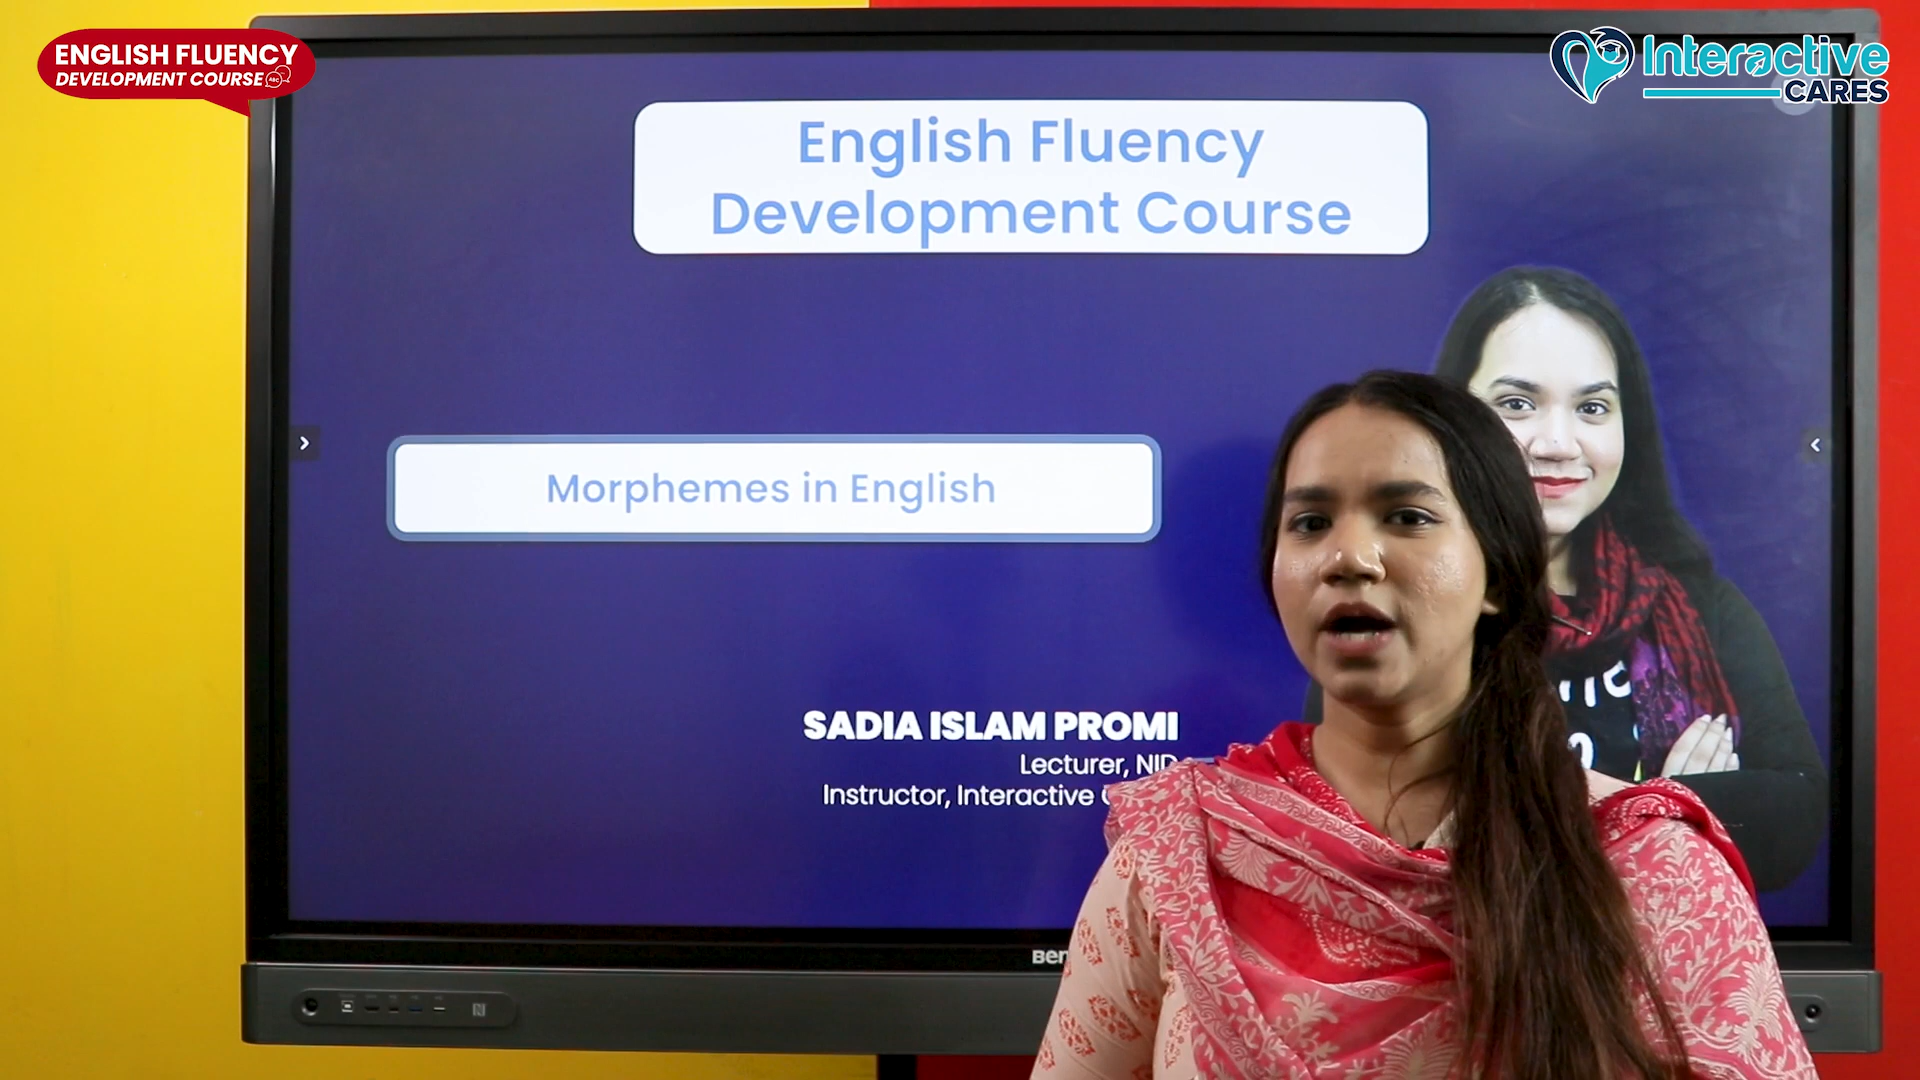 ENGLISH FLUENCY
DEVELOPMENT COURSE
ABC
Interactive
CARES
English Fluency
Development Course
Morphemes in English
SADIA ISLAM PROMI
Lecturer,
Instructor, Interactive